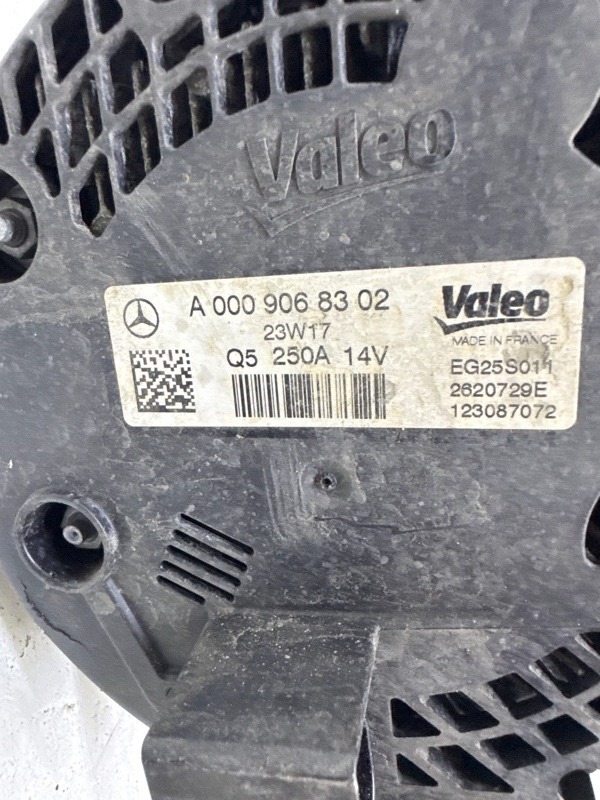 Valeo
A 000 906 83 02
23W17
Q5 250A 14V
Valeo
MADE IN FRANCE
EG25S011
2620729E
123087072